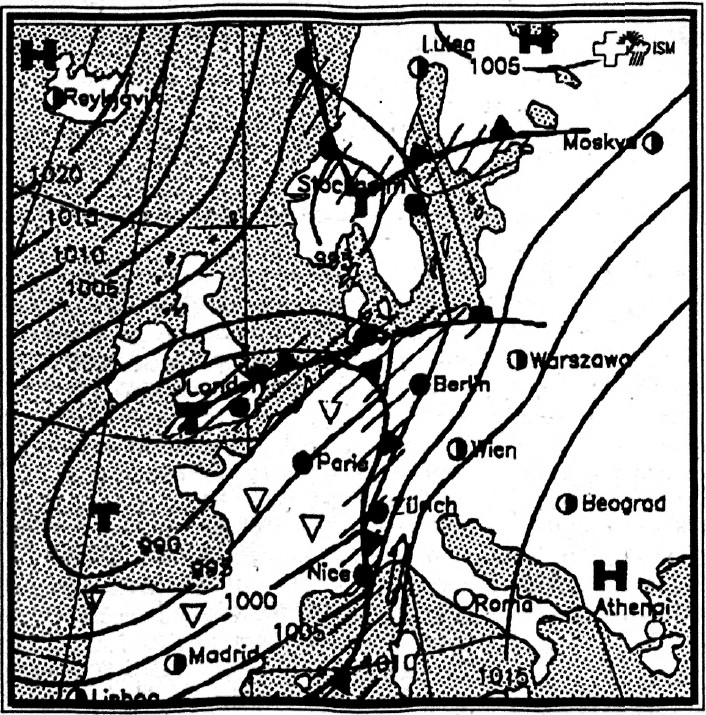 H
Lulea
H
ISM
1005
Reykjavik
Moskva
1020
Stockholm
T
1015
1010
985
1005
Warszawa
London
Berlin
T
Paris
Wien
T
Zürich
Beograd
990
995
Nice
H
1000
Roma
Athenai
1005
Madrid
1010
1015
Lisboa